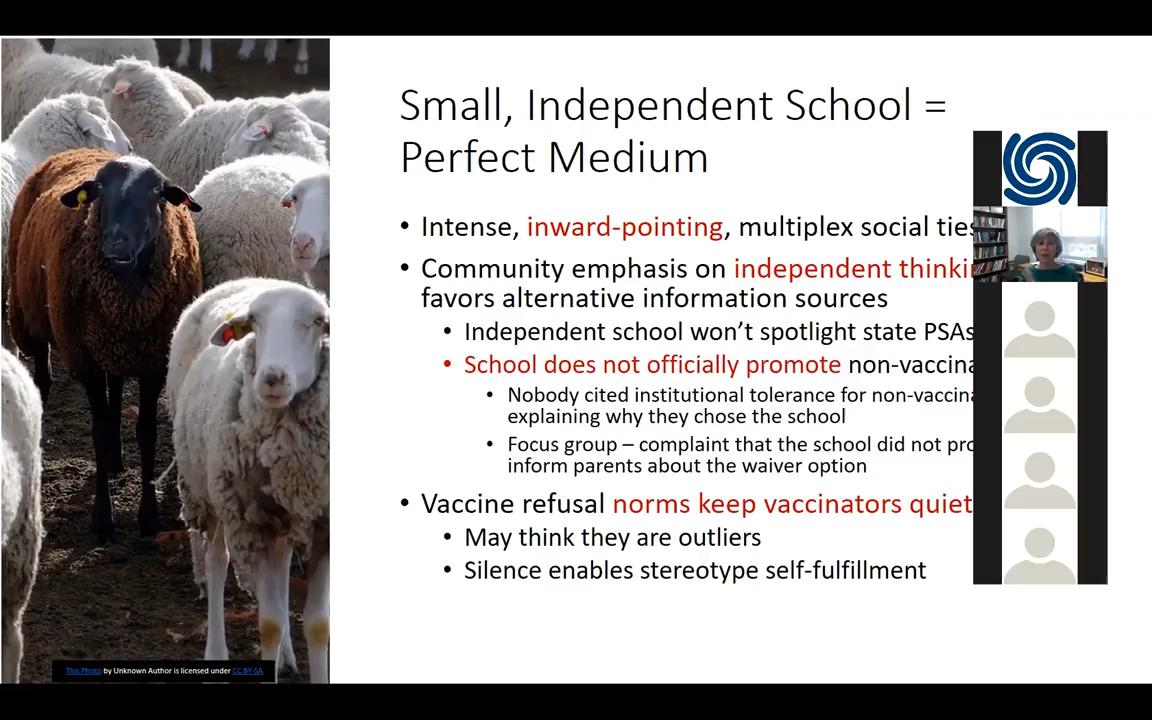 Small, Independent School =
Perfect Medium
• Intense, inward-pointing, multiplex social ties
• Community emphasis on independent thinkin
favors alternative information sources
• Independent school won’t spotlight state PSAs
• School does not officially promote non-vaccina
• Nobody cited institutional tolerance for non-vaccina
explaining why they chose the school
• Focus group – complaint that the school did not pro
inform parents about the waiver option
• Vaccine refusal norms keep vaccinators quiet
• May think they are outliers
• Silence enables stereotype self-fulfillment
This Photo by Unknown Author is licensed under CC BY-SA